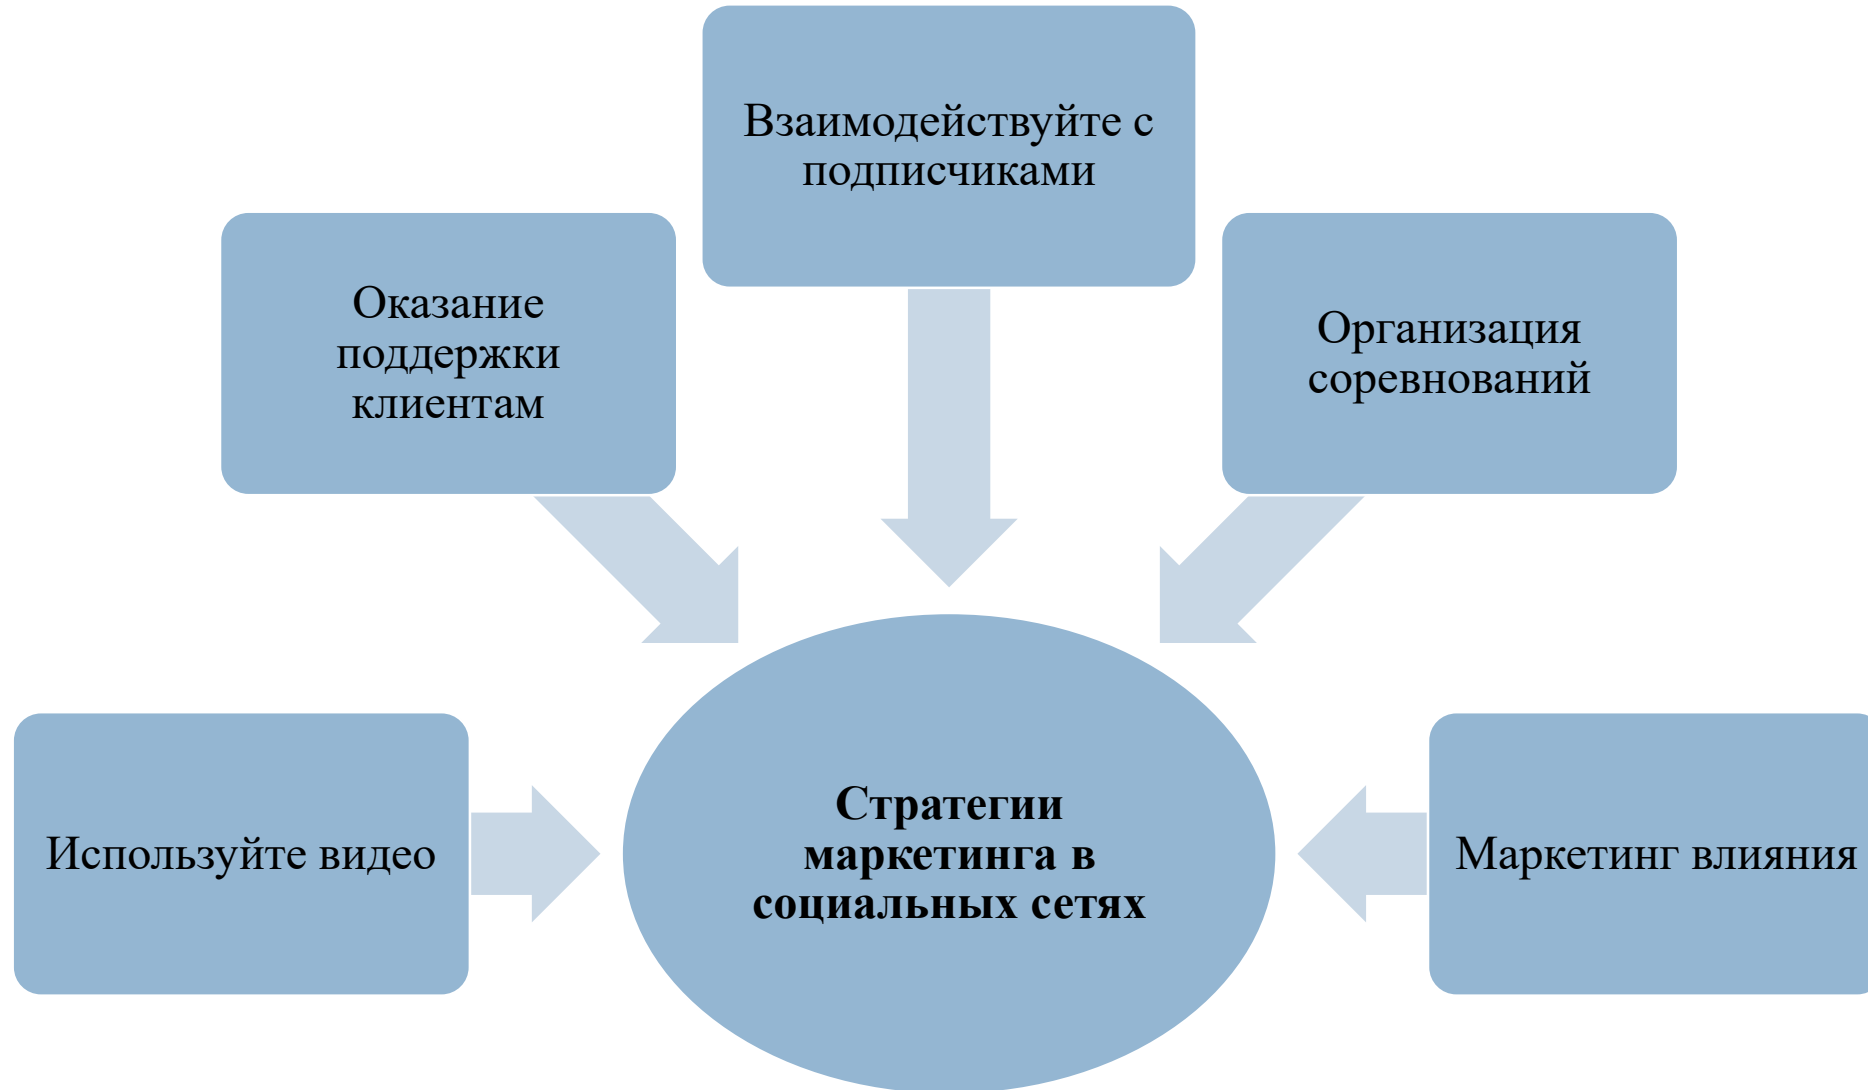 Взаимодействуйте с
подписчиками
Оказание
поддержки
клиентам
Организация
соревнований
Используйте видео
Стратегии
маркетинга в
социальных сетях
Маркетинг влияния